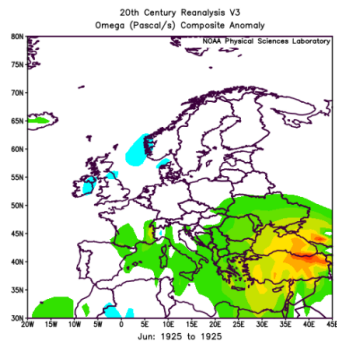 20th Century Reanalysis V3
Omega (Pascal/s) Composite Anomaly
NOAA Physical Sciences Laboratory
80N
75N
70N
65N
60N
55N
50N
45N
40N
35N
30N
20W 15W 10W 5W 0 5E 10E 15E 20E 25E 30E 35E 40E 45E
Jun: 1925 to 1925